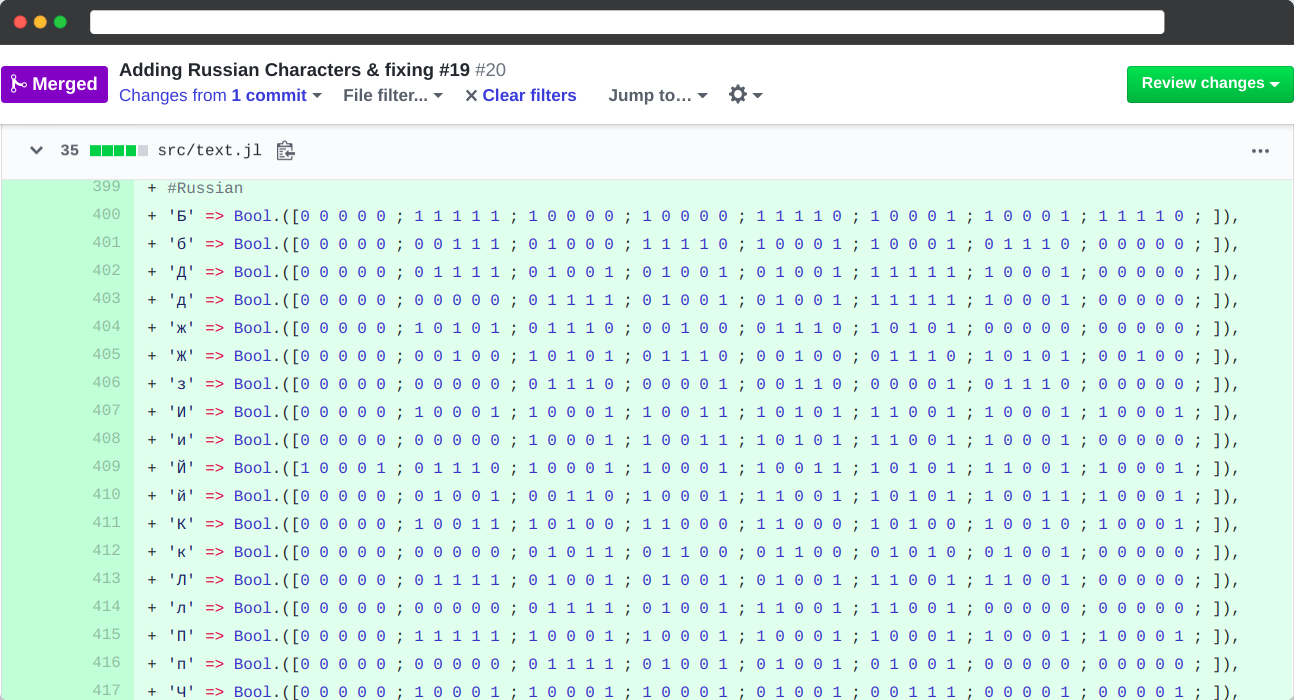 Merged
Adding Russian Characters & fixing #19 #20
Changes from 1 commit File filter... Clear filters Jump to…
Review changes
35 src/text.jl
399 + #Russian
400 + 'Б' => Bool.([0 0 0 0 0 ; 1 1 1 1 1 ; 1 0 0 0 0 ; 1 0 0 0 0 ; 1 1 1 1 0 ; 1 0 0 0 1 ; 1 0 0 0 1 ; 1 1 1 1 0 ; ]),
401 + 'б' => Bool.([0 0 0 0 0 ; 0 0 1 1 1 ; 0 1 0 0 0 ; 1 1 1 1 0 ; 1 0 0 0 1 ; 1 0 0 0 1 ; 0 1 1 1 0 ; 0 0 0 0 0 ; ]),
402 + 'Д' => Bool.([0 0 0 0 0 ; 0 1 1 1 1 ; 0 1 0 0 1 ; 0 1 0 0 1 ; 0 1 0 0 1 ; 1 1 1 1 1 ; 1 0 0 0 1 ; 0 0 0 0 0 ; ]),
403 + 'д' => Bool.([0 0 0 0 0 ; 0 0 0 0 0 ; 0 1 1 1 1 ; 0 1 0 0 1 ; 0 1 0 0 1 ; 1 1 1 1 1 ; 1 0 0 0 1 ; 0 0 0 0 0 ; ]),
404 + 'ж' => Bool.([0 0 0 0 0 ; 1 0 1 0 1 ; 0 1 1 1 0 ; 0 0 1 0 0 ; 0 1 1 1 0 ; 1 0 1 0 1 ; 0 0 0 0 0 ; 0 0 0 0 0 ; ]),
405 + 'Ж' => Bool.([0 0 0 0 0 ; 0 0 1 0 0 ; 1 0 1 0 1 ; 0 1 1 1 0 ; 0 0 1 0 0 ; 0 1 1 1 0 ; 1 0 1 0 1 ; 0 0 1 0 0 ; ]),
406 + 'з' => Bool.([0 0 0 0 0 ; 0 0 0 0 0 ; 0 1 1 1 0 ; 0 0 0 0 1 ; 0 0 1 1 0 ; 0 0 0 0 1 ; 0 1 1 1 0 ; 0 0 0 0 0 ; ]),
407 + 'И' => Bool.([0 0 0 0 0 ; 1 0 0 0 1 ; 1 0 0 0 1 ; 1 0 0 1 1 ; 1 0 1 0 1 ; 1 1 0 0 1 ; 1 0 0 0 1 ; 1 0 0 0 1 ; ]),
408 + 'и' => Bool.([0 0 0 0 0 ; 0 0 0 0 0 ; 1 0 0 0 1 ; 1 0 0 1 1 ; 1 0 1 0 1 ; 1 1 0 0 1 ; 1 0 0 0 1 ; 0 0 0 0 0 ; ]),
409 + 'Й' => Bool.([1 0 0 0 1 ; 0 1 1 1 0 ; 1 0 0 0 1 ; 1 0 0 0 1 ; 1 0 0 1 1 ; 1 0 1 0 1 ; 1 1 0 0 1 ; 1 0 0 0 1 ; ]),
410 + 'й' => Bool.([0 0 0 0 0 ; 0 1 0 0 1 ; 0 0 1 1 0 ; 1 0 0 0 1 ; 1 1 0 0 1 ; 1 0 1 0 1 ; 1 0 0 1 1 ; 1 0 0 0 1 ; ]),
411 + 'К' => Bool.([0 0 0 0 0 ; 1 0 0 1 1 ; 1 0 1 0 0 ; 1 1 0 0 0 ; 1 1 0 0 0 ; 1 0 1 0 0 ; 1 0 0 1 0 ; 1 0 0 0 1 ; ]),
412 + 'к' => Bool.([0 0 0 0 0 ; 0 0 0 0 0 ; 0 1 0 1 1 ; 0 1 1 0 0 ; 0 1 1 0 0 ; 0 1 0 1 0 ; 0 1 0 0 1 ; 0 0 0 0 0 ; ]),
413 + 'Л' => Bool.([0 0 0 0 0 ; 0 1 1 1 1 ; 0 1 0 0 1 ; 0 1 0 0 1 ; 0 1 0 0 1 ; 1 1 0 0 1 ; 1 1 0 0 1 ; 0 0 0 0 0 ; ]),
414 + 'л' => Bool.([0 0 0 0 0 ; 0 0 0 0 0 ; 0 1 1 1 1 ; 0 1 0 0 1 ; 1 1 0 0 1 ; 1 1 0 0 1 ; 0 0 0 0 0 ; 0 0 0 0 0 ; ]),
415 + 'П' => Bool.([0 0 0 0 0 ; 1 1 1 1 1 ; 1 0 0 0 1 ; 1 0 0 0 1 ; 1 0 0 0 1 ; 1 0 0 0 1 ; 1 0 0 0 1 ; 1 0 0 0 1 ; ]),
416 + 'п' => Bool.([0 0 0 0 0 ; 0 0 0 0 0 ; 0 1 1 1 1 ; 0 1 0 0 1 ; 0 1 0 0 1 ; 0 1 0 0 1 ; 0 0 0 0 0 ; 0 0 0 0 0 ; ]),
417 + 'Ч' => Bool.([0 0 0 0 0 ; 1 0 0 0 1 ; 1 0 0 0 1 ; 1 0 0 0 1 ; 0 1 0 0 1 ; 0 0 1 1 1 ; 0 0 0 0 1 ; 0 0 0 0 1 ; ]),